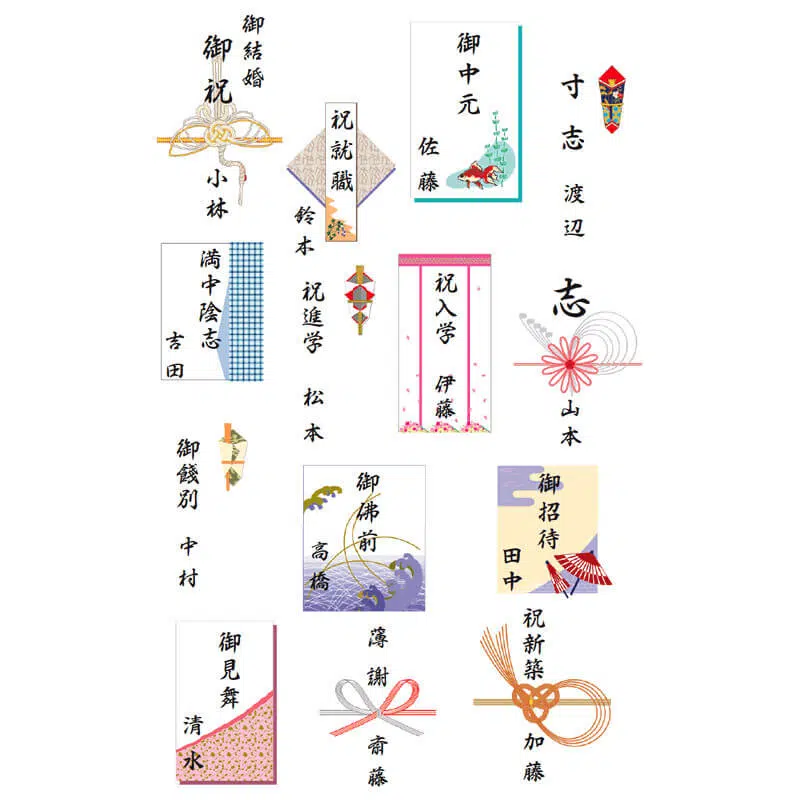 御結婚
御祝
小林
祝就職
鈴本
御中元
佐藤
寸志
渡辺
満中陰志
吉田
祝進学
松本
祝入学
伊藤
志
山本
御餞別
中村
御佛前
高橋
御招待
田中
御見舞
清水
薄謝
斎藤
祝新築
加藤